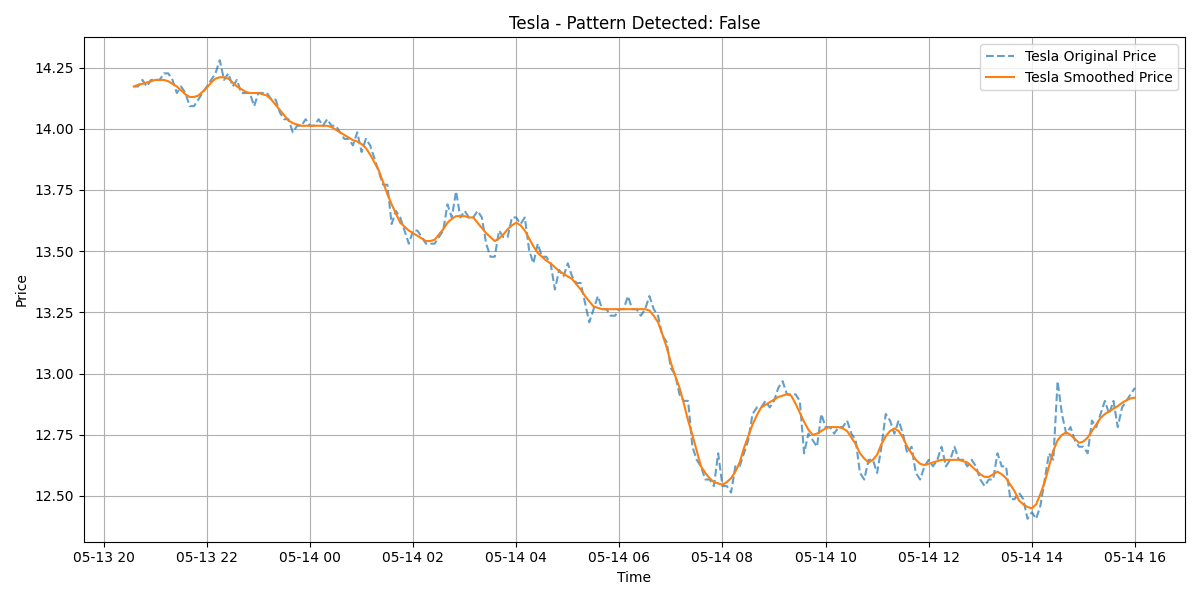 Tesla - Pattern Detected: False
Tesla Original Price
Tesla Smoothed Price
Price
14.25
14.00
13.75
13.50
13.25
13.00
12.75
12.50
05-13 20 05-13 22 05-14 00 05-14 02 05-14 04 05-14 06 05-14 08 05-14 10 05-14 12 05-14 14 05-14 16
Time